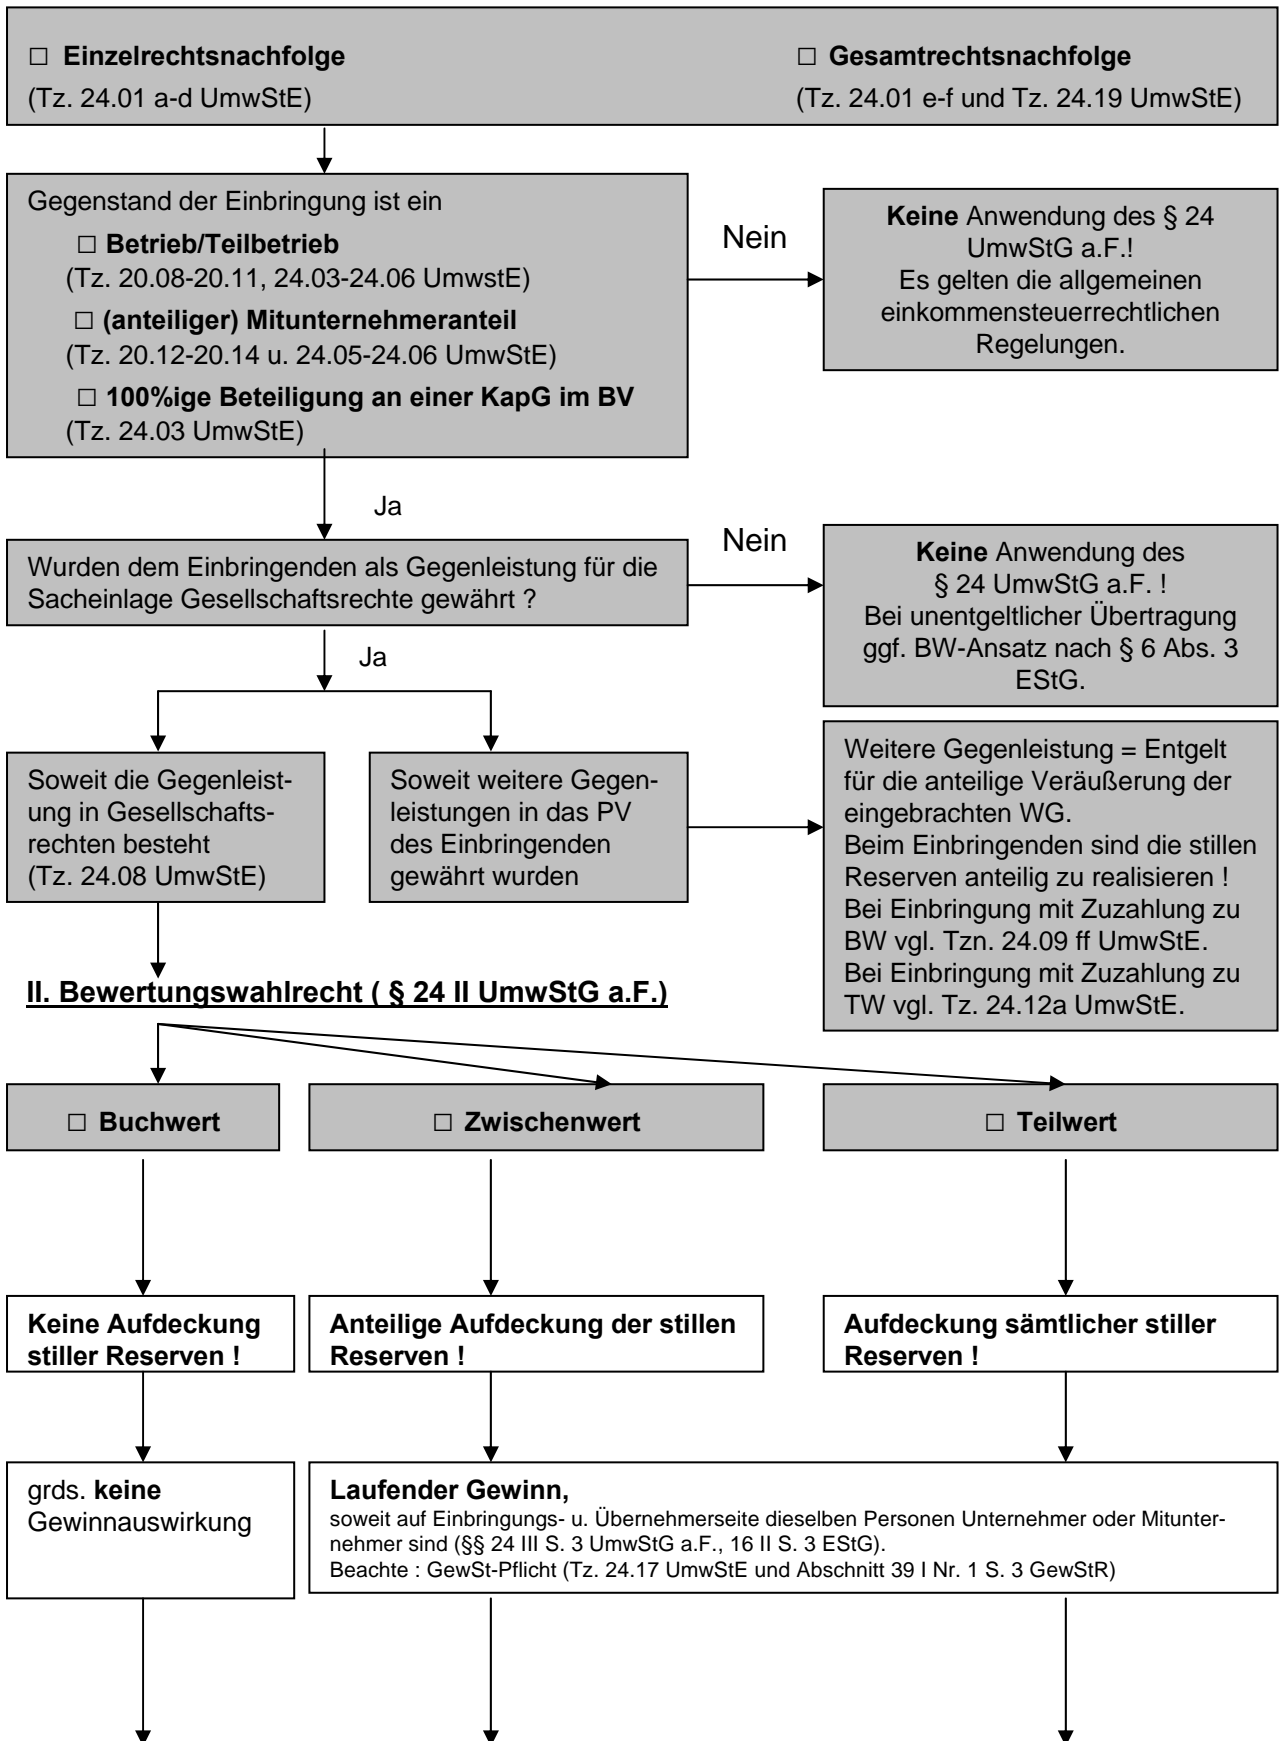 □ Einzelrechtsnachfolge
(Tz. 24.01 a-d UmwStE)
□ Gesamtrechtsnachfolge
(Tz. 24.01 e-f und Tz. 24.19 UmwStE)
Gegenstand der Einbringung ist ein
□ Betrieb/Teilbetrieb
(Tz. 20.08-20.11, 24.03-24.06 UmwstE)
□ (anteiliger) Mitunternehmeranteil
(Tz. 20.12-20.14 u. 24.05-24.06 UmwStE)
□ 100%ige Beteiligung an einer KapG im BV
(Tz. 24.03 UmwStE)
Nein
Keine Anwendung des § 24
UmwStG a.F.!
Es gelten die allgemeinen
einkommensteuerrechtlichen
Regelungen.
Ja
Wurden dem Einbringenden als Gegenleistung für die
Sacheinlage Gesellschaftsrechte gewährt ?
Nein
Keine Anwendung des
§ 24 UmwStG a.F. !
Bei unentgeltlicher Übertragung
ggf. BW-Ansatz nach § 6 Abs. 3
EStG.
Ja
Soweit die Gegenleist-
ung in Gesellschafts-
rechten besteht
(Tz. 24.08 UmwStE)
Soweit weitere Gegen-
leistungen in das PV
des Einbringenden
gewährt wurden
Weitere Gegenleistung = Entgelt
für die anteilige Veräußerung der
eingebrachten WG.
Beim Einbringenden sind die stillen
Reserven anteilig zu realisieren !
Bei Einbringung mit Zuzahlung zu
BW vgl. Tzn. 24.09 ff UmwStE.
Bei Einbringung mit Zuzahlung zu
TW vgl. Tz. 24.12a UmwStE.
II. Bewertungswahlrecht ( § 24 II UmwStG a.F.)
□ Buchwert
□ Zwischenwert
□ Teilwert
Keine Aufdeckung
stiller Reserven !
Anteilige Aufdeckung der stillen
Reserven !
Aufdeckung sämtlicher stiller
Reserven !
grds. keine
Gewinnauswirkung
Laufender Gewinn,
soweit auf Einbringungs- u. Übernehmerseite dieselben Personen Unternehmer oder Mitunter-
nehmer sind (§§ 24 III S. 3 UmwStG a.F., 16 II S. 3 EStG).
Beachte : GewSt-Pflicht (Tz. 24.17 UmwStE und Abschnitt 39 I Nr. 1 S. 3 GewStR)